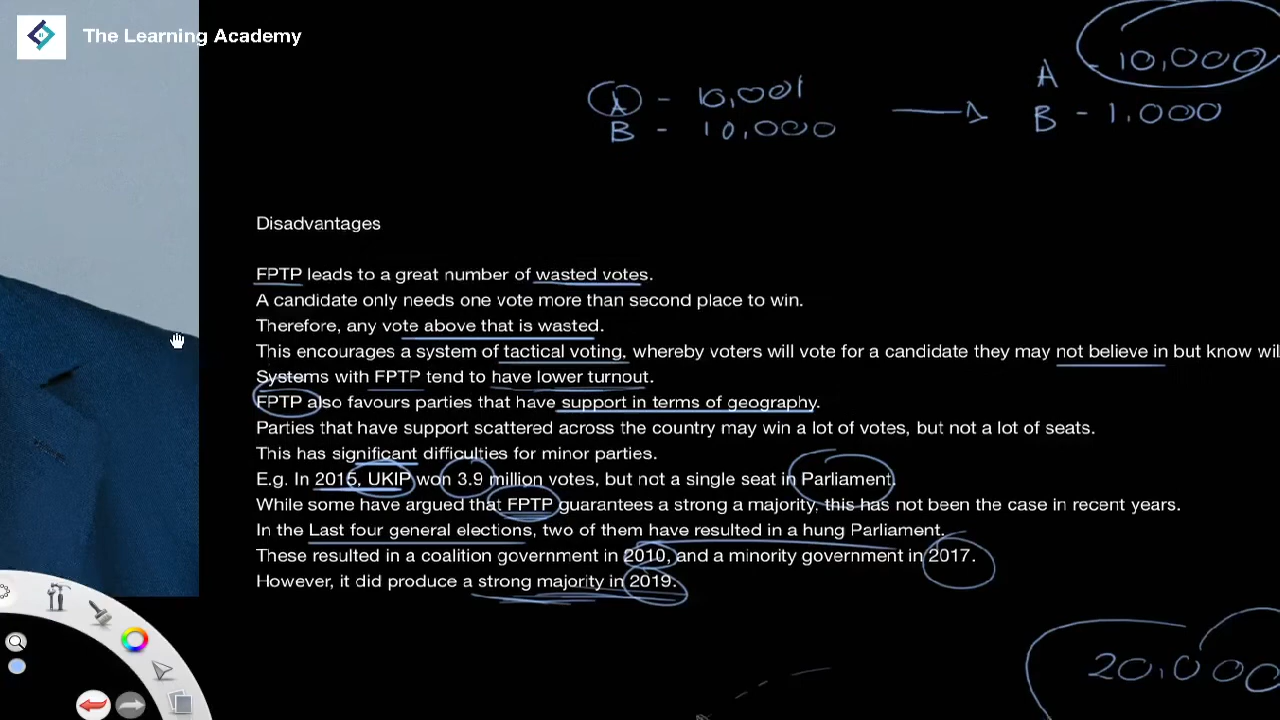 The Learning Academy
A - 10,000
A - 10,001
B - 10,000
B - 1,000
Disadvantages
FPTP leads to a great number of wasted votes.
A candidate only needs one vote more than second place to win.
Therefore, any vote above that is wasted.
This encourages a system of tactical voting, whereby voters will vote for a candidate they may not believe in but know wil
Systems with FPTP tend to have lower turnout.
FPTP also favours parties that have support in terms of geography.
Parties that have support scattered across the country may win a lot of votes, but not a lot of seats.
This has significant difficulties for minor parties.
E.g. In 2015, UKIP won 3.9 million votes, but not a single seat in Parliament.
While some have argued that FPTP guarantees a strong a majority, this has not been the case in recent years.
In the Last four general elections, two of them have resulted in a hung Parliament.
These resulted in a coalition government in 2010, and a minority government in 2017.
However, it did produce a strong majority in 2019.
20,000